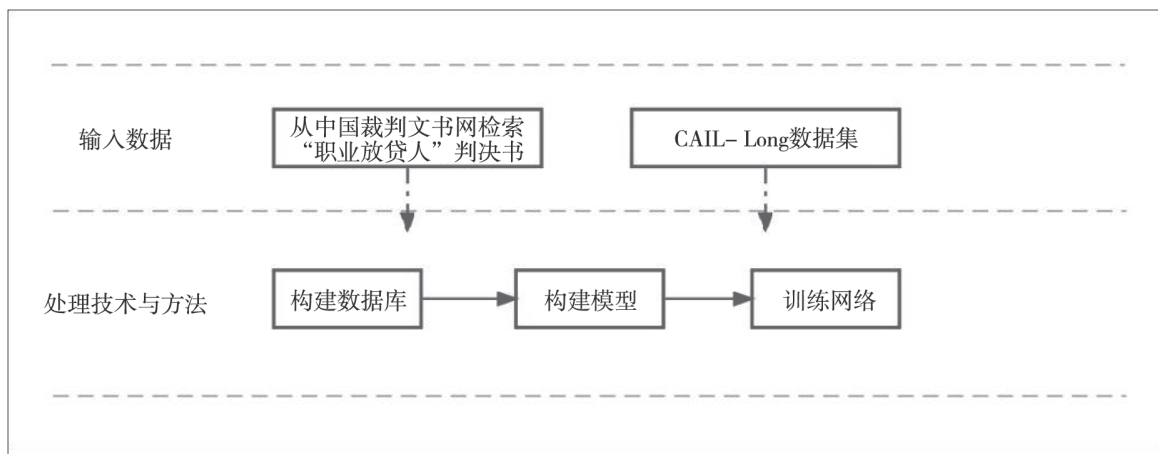 输入数据
从中国裁判文书网检索
“职业放贷人”判决书
CAIL- Long数据集
处理技术与方法
构建数据库
构建模型
训练网络